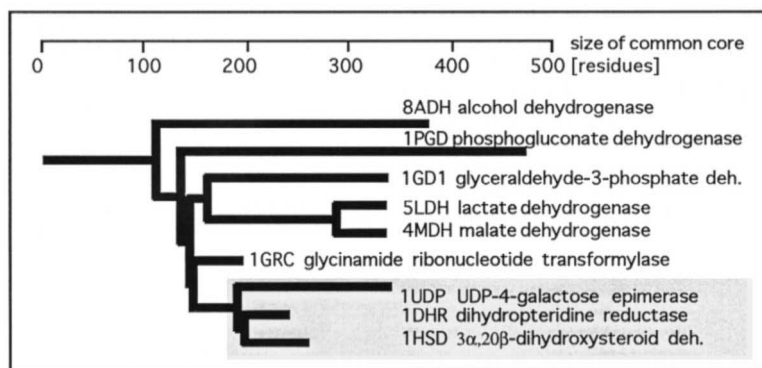 size of common core
0 100 200 300 400 500 [residues]
8ADH alcohol dehydrogenase
1PGD phosphogluconate dehydrogenase
1GD1 glyceraldehyde-3-phosphate deh.
5LDH lactate dehydrogenase
4MDH malate dehydrogenase
1GRC glycinamide ribonucleotide transformylase
1UDP UDP-4-galactose epimerase
1DHR dihydropteridine reductase
1HSD 3α,20β-dihydroxysteroid deh.